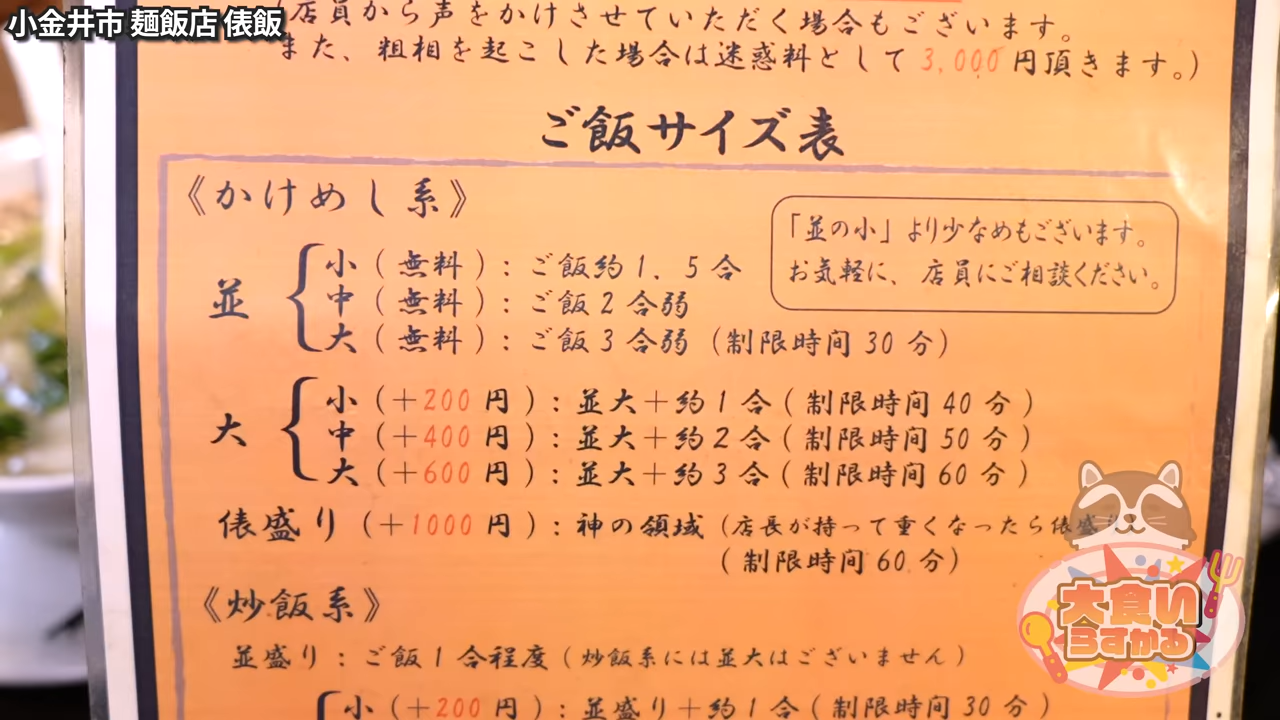 小金井市 麺飯店 俵飯
(店員から声をかけさせていただく場合もございます。
また、粗相を起こした場合は迷惑料として3,000円頂きます。)
ご飯サイズ表
《かけめし系》
「並の小」より少なめもございます。
お気軽に、店員にご相談ください。
並
小(無料):ご飯約1.5合
中(無料):ご飯2合弱
大(無料):ご飯3合弱(制限時間30分)
大
小(+200円):並大+約1合(制限時間40分)
中(+400円):並大+約2合(制限時間50分)
大(+600円):並大+約3合(制限時間60分)
俵盛り(+1000円):神の領域(店長が持って重くなったら俵盛
(制限時間60分)
《炒飯系》
並盛り:ご飯1合程度(炒飯系には並大はございません)
小(+200円):並盛り+約1合(制限時間30分)
大食い
らすかる